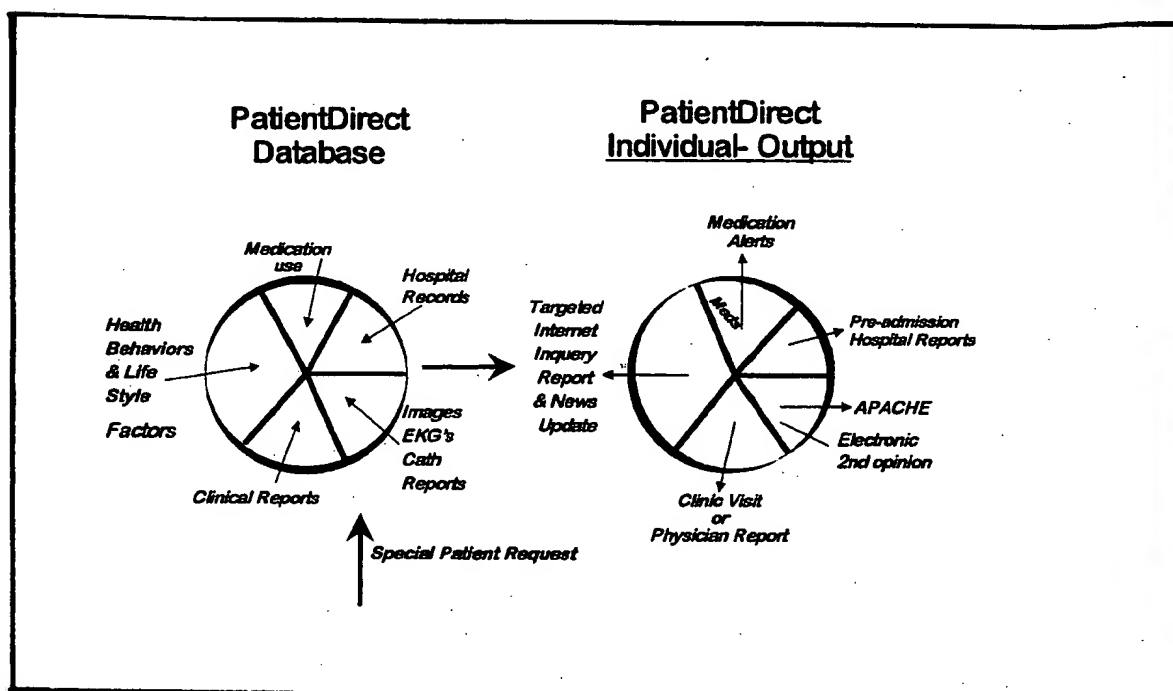 PatientDirect
Database
Medication
use
Hospital
Records
Health
Behaviors
& Life
Style
Factors
Images
EKG's
Cath
Reports
Clinical Reports
Special Patient Request
PatientDirect
Individual- Output
Medication
Alerts
Meds
Targeted
Internet
Inquery
Report
& News
Update
Pre-admission
Hospital Reports
APACHE
Electronic
2nd opinion
Clinic Visit
or
Physician Report